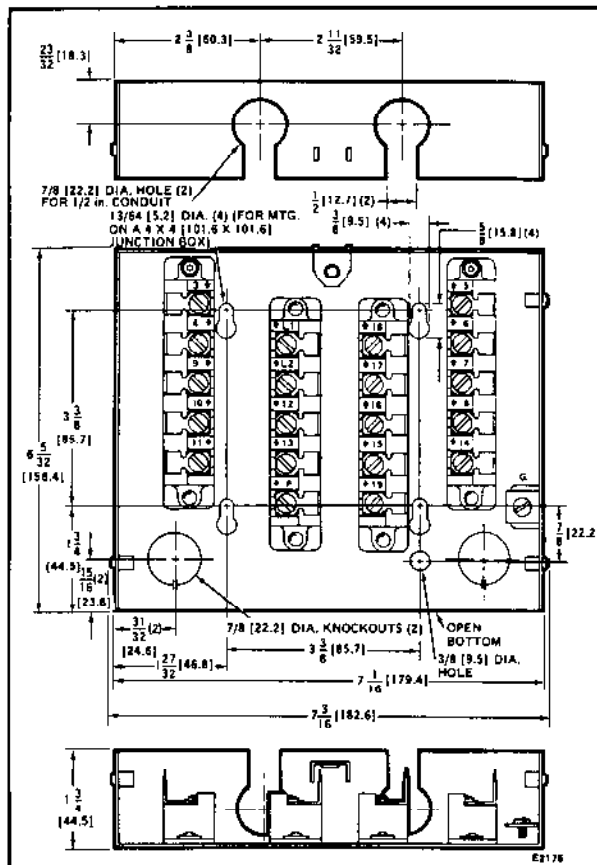 2 3/8 [60.3]
2 11/32 [59.5]
23/32 [18.3]
7/8 [22.2] DIA. HOLE (2)
FOR 1/2 in. CONDUIT
13/64 [5.2] DIA. (4) (FOR MTG.
ON A 4 X 4 [101.6 X 101.6]
JUNCTION BOX)
1/2 [12.7] (2)
3/8 [9.5] (4)
5/8 [15.8] (4)
3
4
9
10
11
L1
L2
12
13
18
17
16
15
19
5
6
7
8
14
G
3 3/8
[85.7]
6 5/32
[156.4]
1 3/4
[44.5]
15/16 (2)
[23.8]
7/8 [22.2
31/32 (2)
[24.6]
7/8 [22.2] DIA. KNOCKOUTS (2)
OPEN
BOTTOM
3/8 [9.5] DIA.
HOLE
1 27/32 [46.8]
3 3/8 [85.7]
7 1/16 [179.4]
7 3/16 [182.6]
1 3/4
[44.5]
E2176